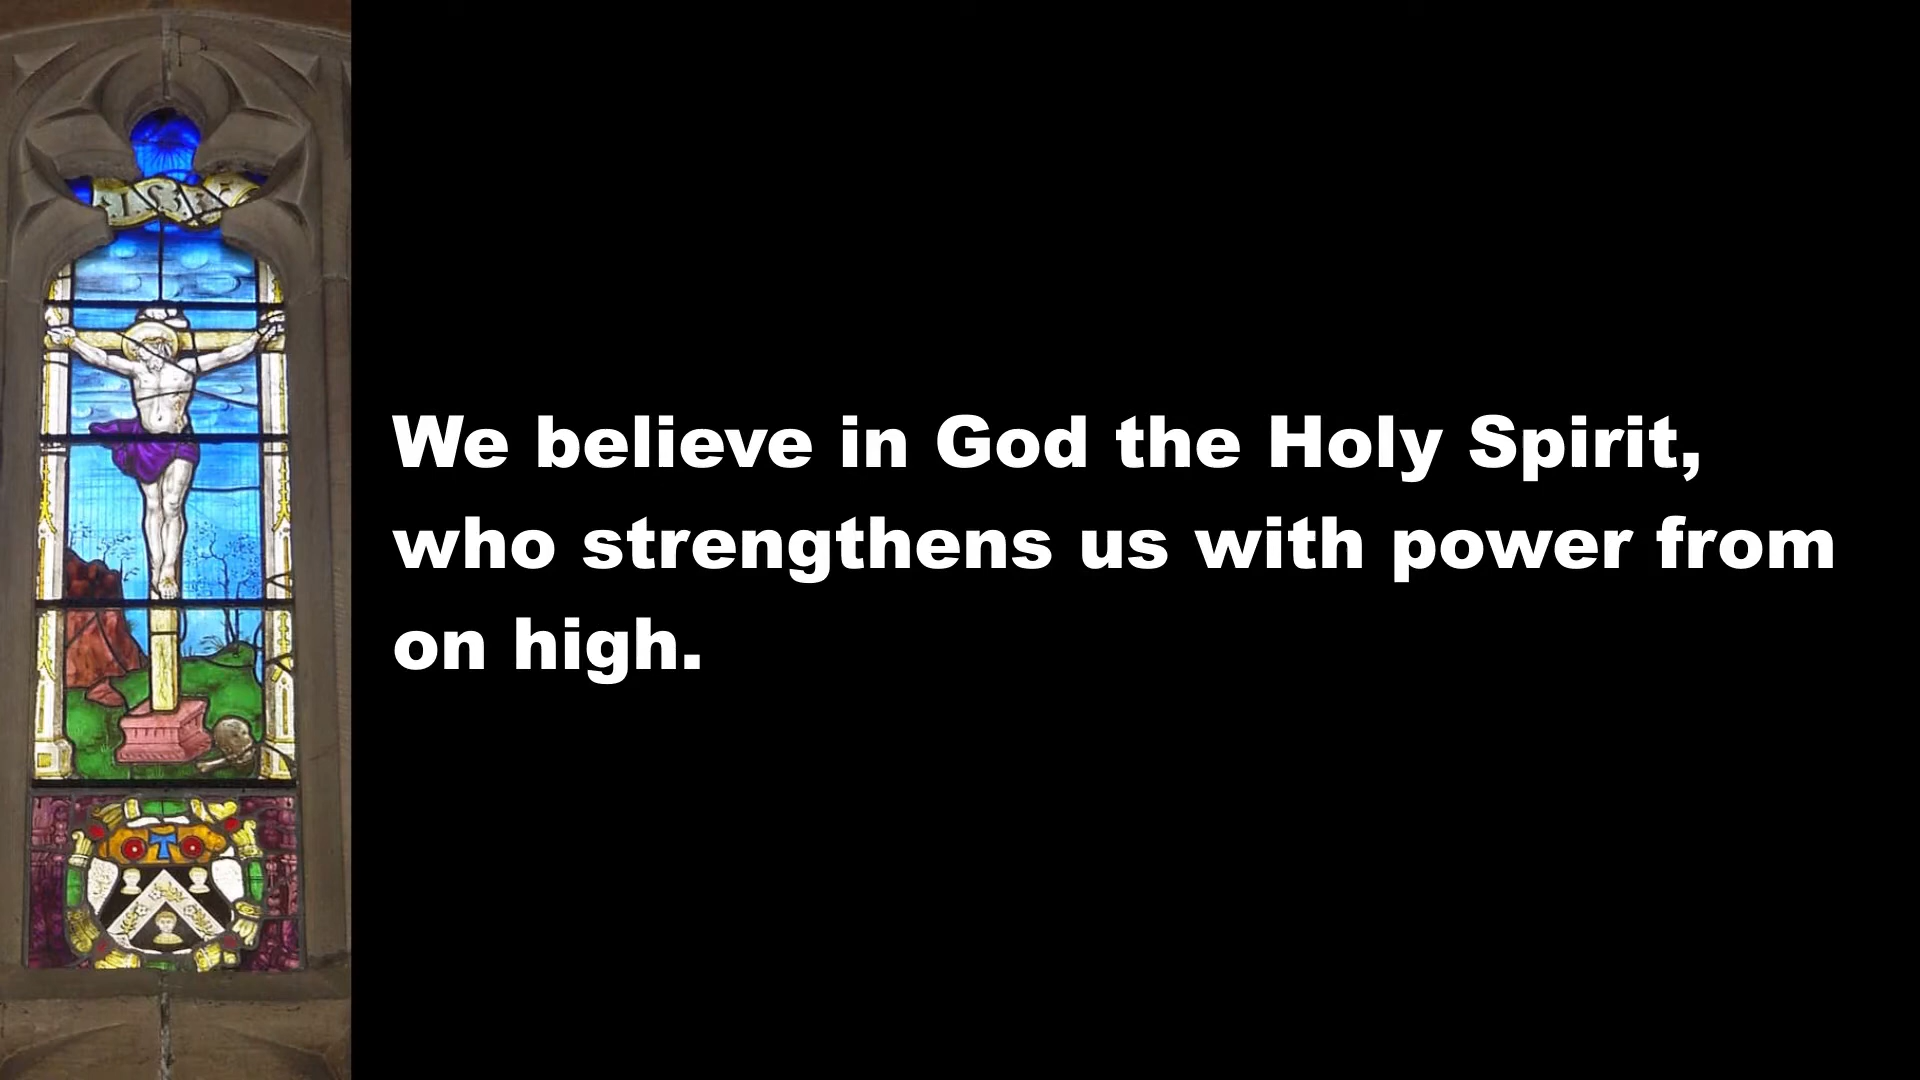 We believe in God the Holy Spirit,
who strengthens us with power from
on high.